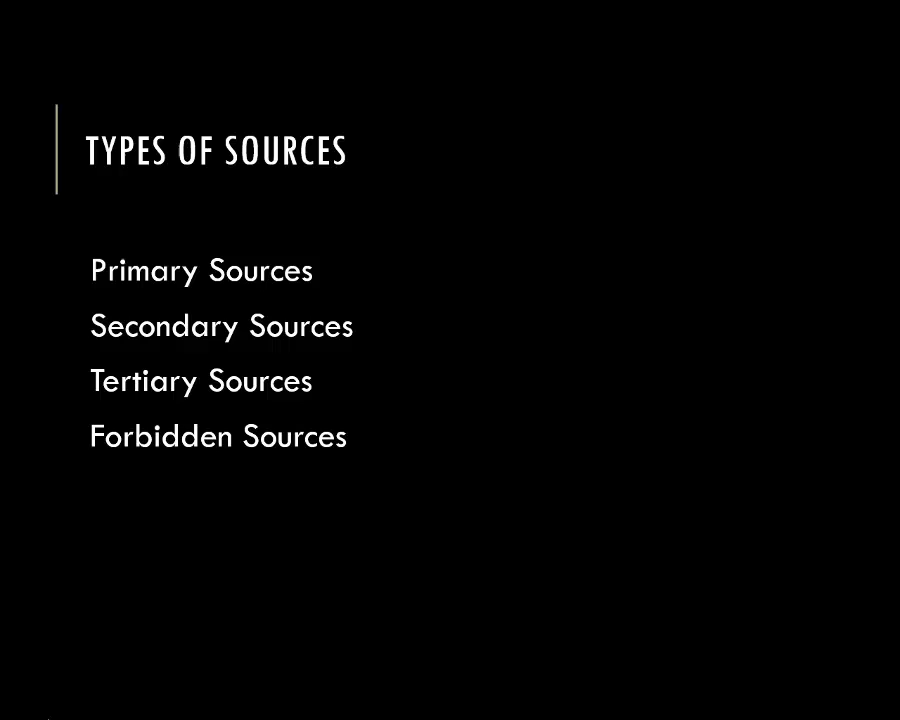 TYPES OF SOURCES
Primary Sources
Secondary Sources
Tertiary Sources
Forbidden Sources